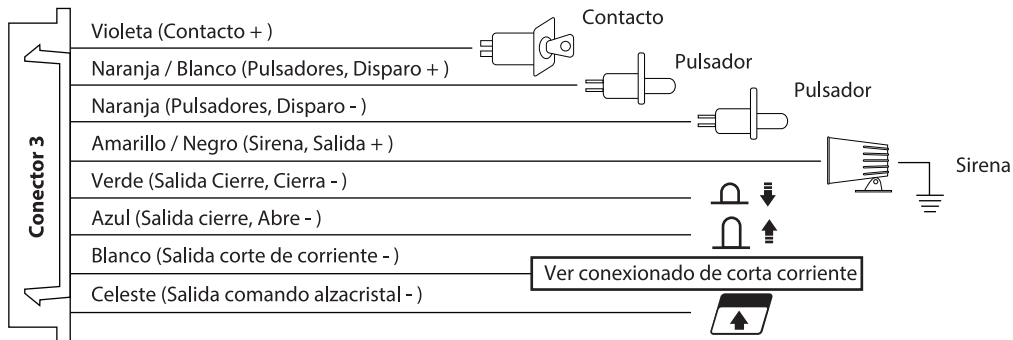 Conector 3
Violeta (Contacto + )
Contacto
Naranja / Blanco (Pulsadores, Disparo + )
Pulsador
Naranja (Pulsadores, Disparo - )
Pulsador
Amarillo / Negro (Sirena, Salida + )
Sirena
Verde (Salida Cierre, Cierra - )
Azul (Salida cierre, Abre - )
Blanco (Salida corte de corriente - )
Ver conexionado de corta corriente
Celeste (Salida comando alzacristal - )